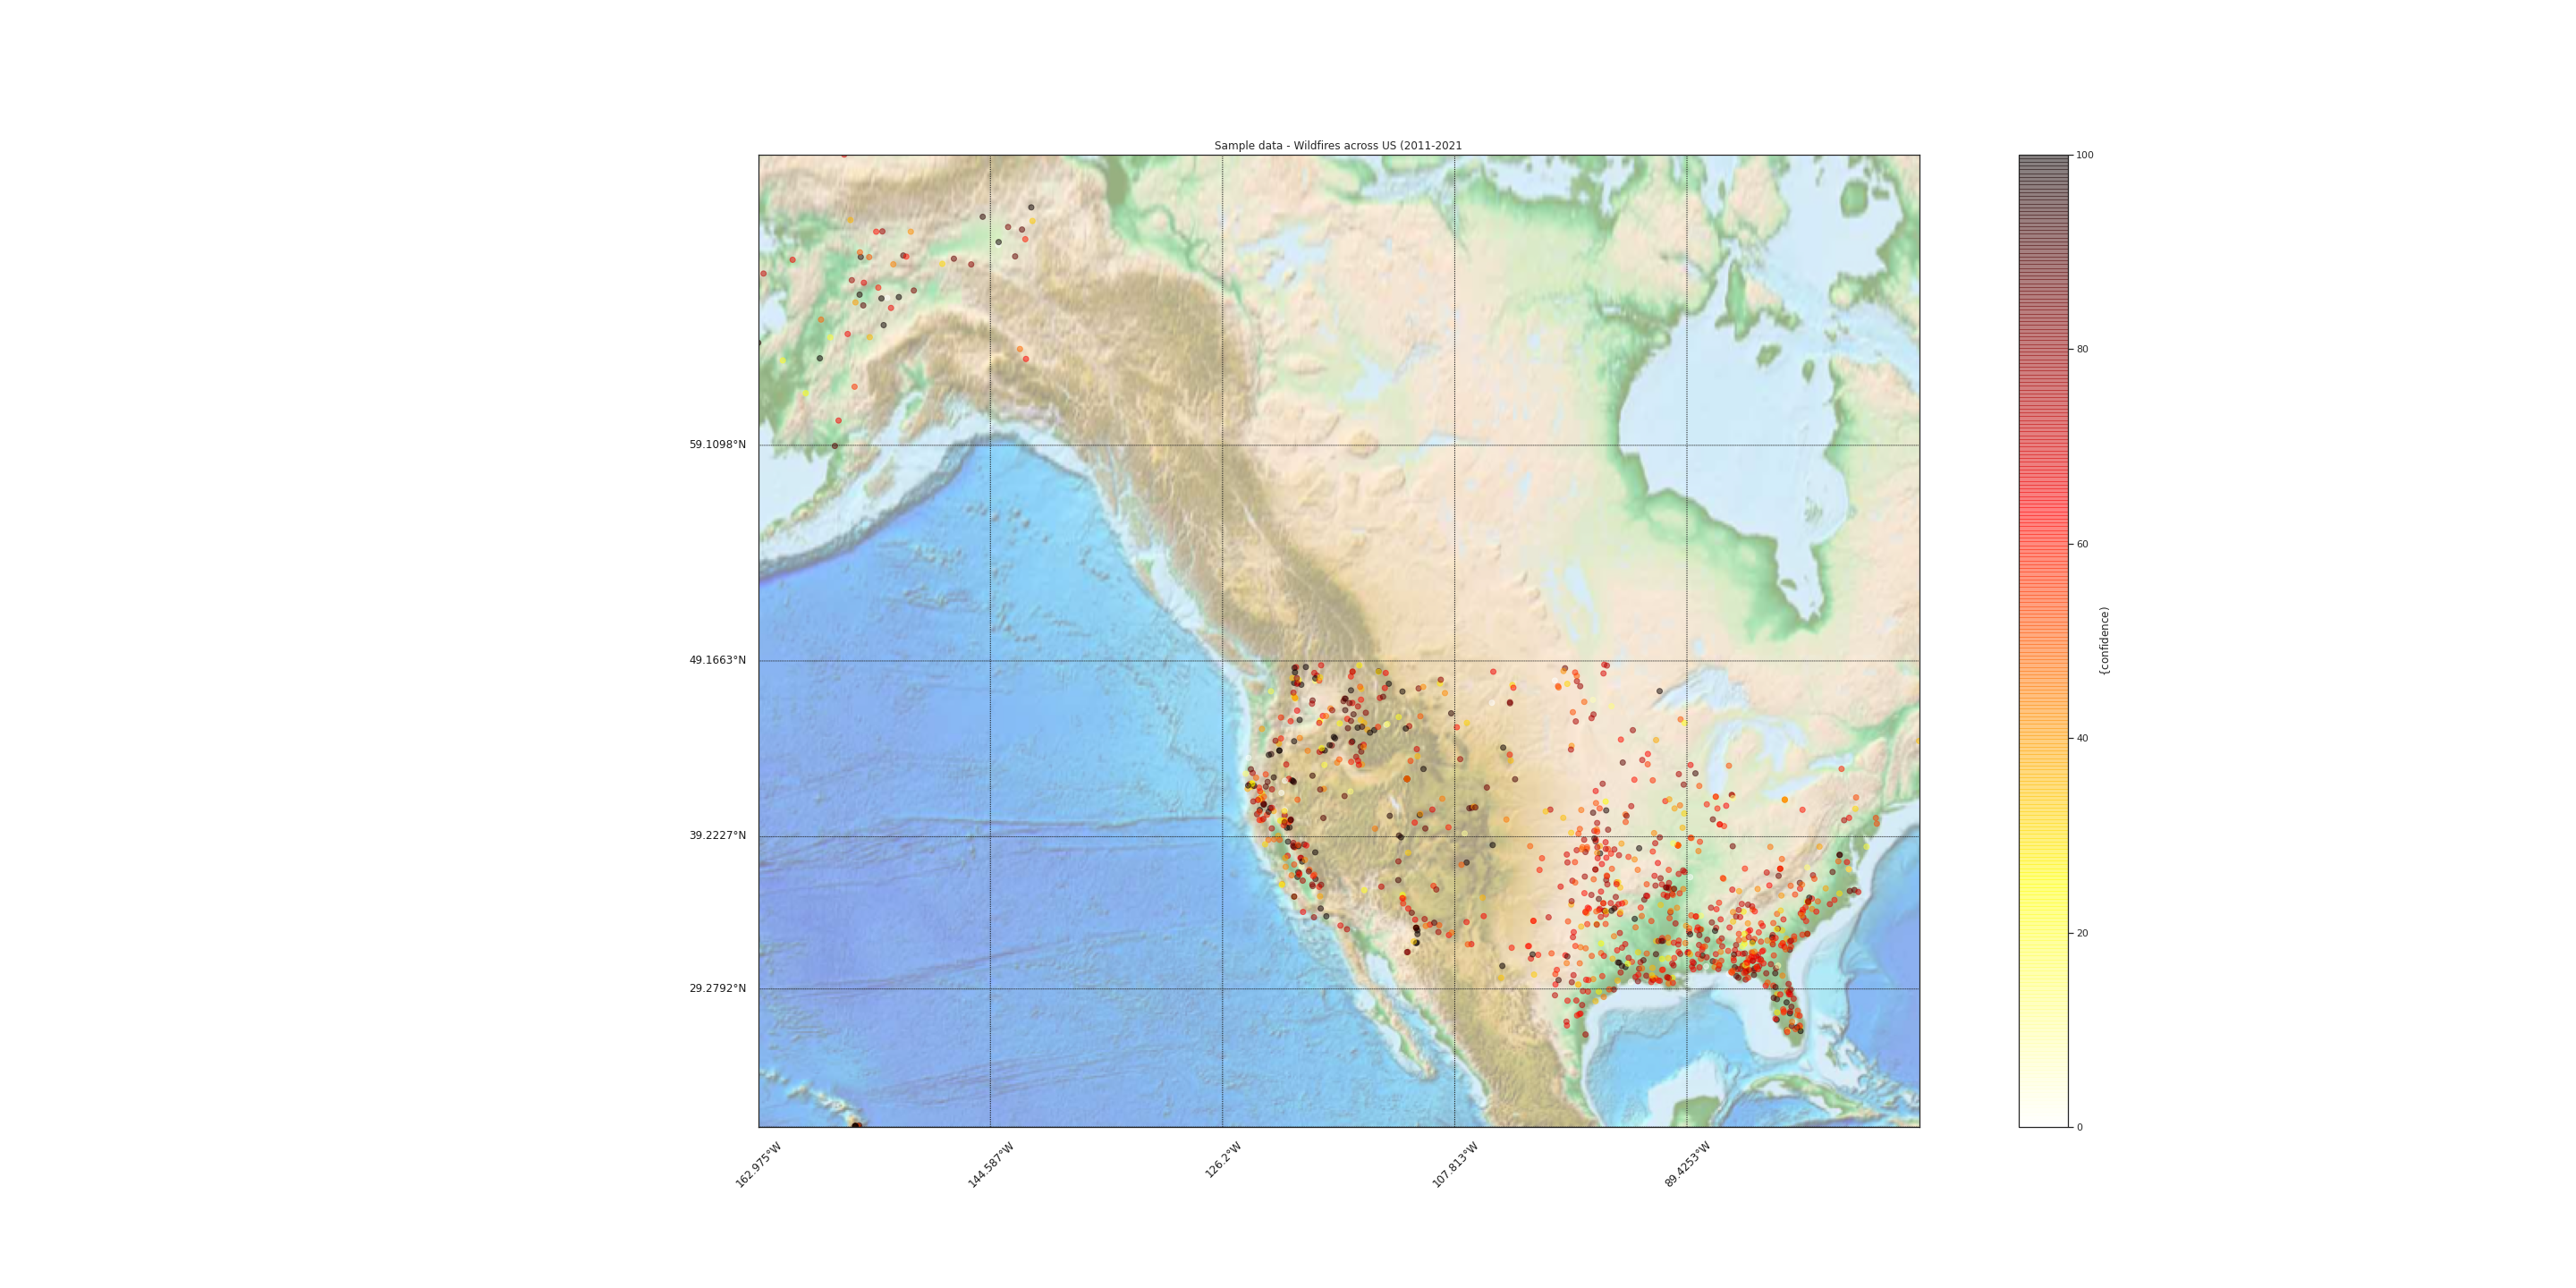 Sample data - Wildfires across US (2011-2021
59.1098°N
49.1663°N
39.2227°N
29.2792°N
162.975°W
144.587°W
126.2°W
107.813°W
89.4253°W
100
80
60
40
20
0
{confidence)